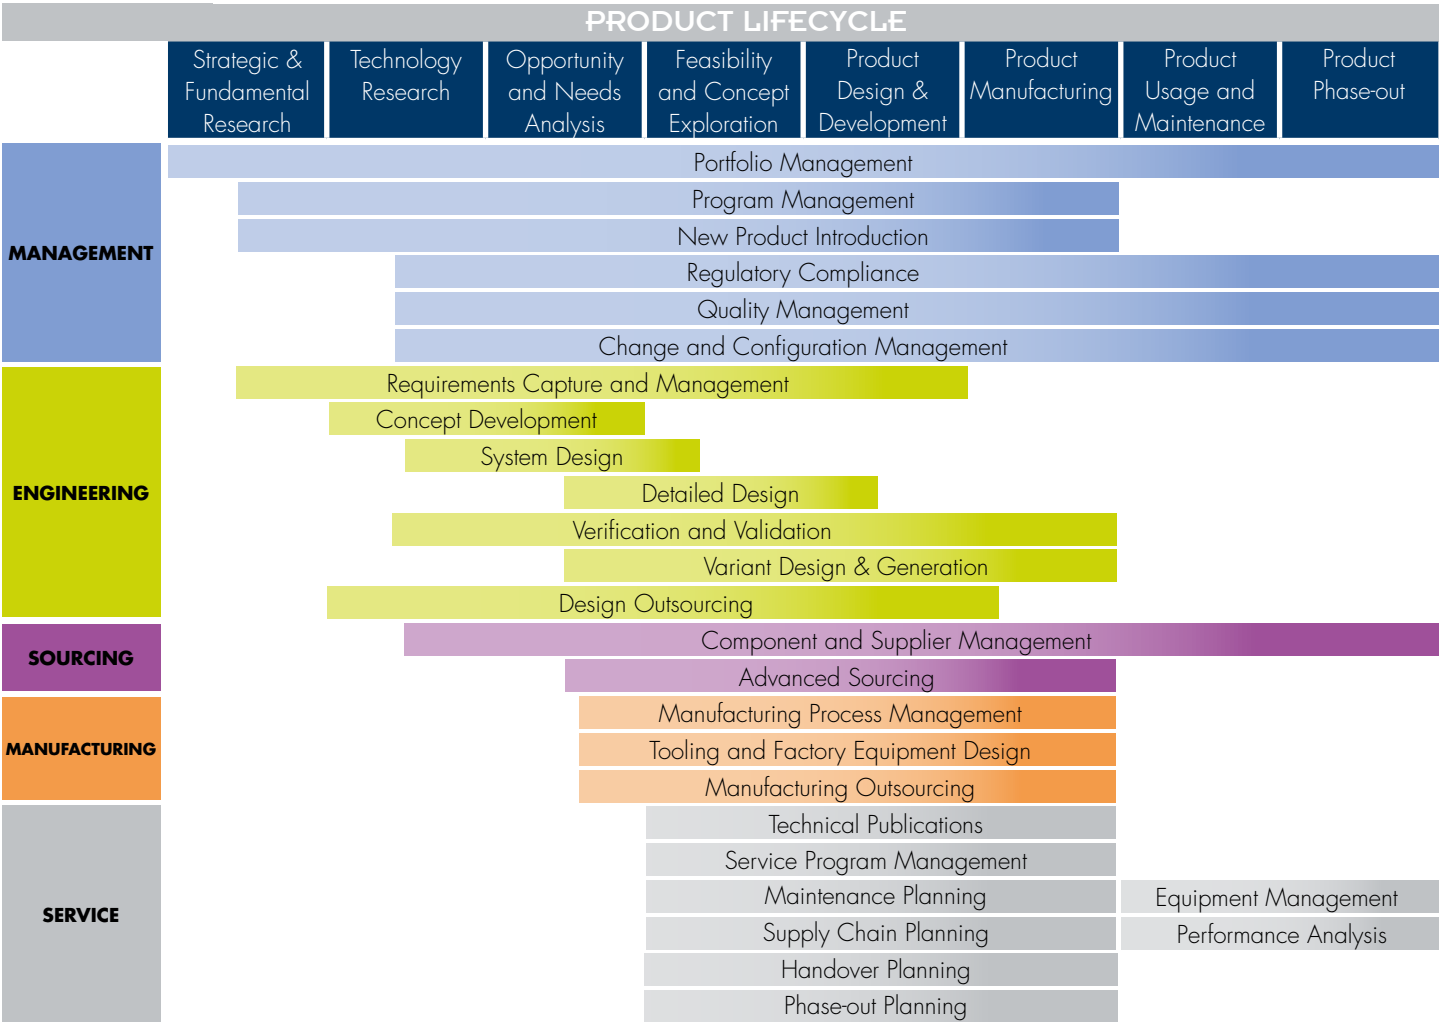 PRODUCT LIFECYCLE
Strategic &
Fundamental
Research
Technology
Research
Opportunity
and Needs
Analysis
Feasibility
and Concept
Exploration
Product
Design &
Development
Product
Manufacturing
Product
Usage and
Maintenance
Product
Phase-out
MANAGEMENT
Portfolio Management
Program Management
New Product Introduction
Regulatory Compliance
Quality Management
Change and Configuration Management
ENGINEERING
Requirements Capture and Management
Concept Development
System Design
Detailed Design
Verification and Validation
Variant Design & Generation
Design Outsourcing
SOURCING
Component and Supplier Management
Advanced Sourcing
MANUFACTURING
Manufacturing Process Management
Tooling and Factory Equipment Design
Manufacturing Outsourcing
SERVICE
Technical Publications
Service Program Management
Maintenance Planning
Equipment Management
Supply Chain Planning
Performance Analysis
Handover Planning
Phase-out Planning